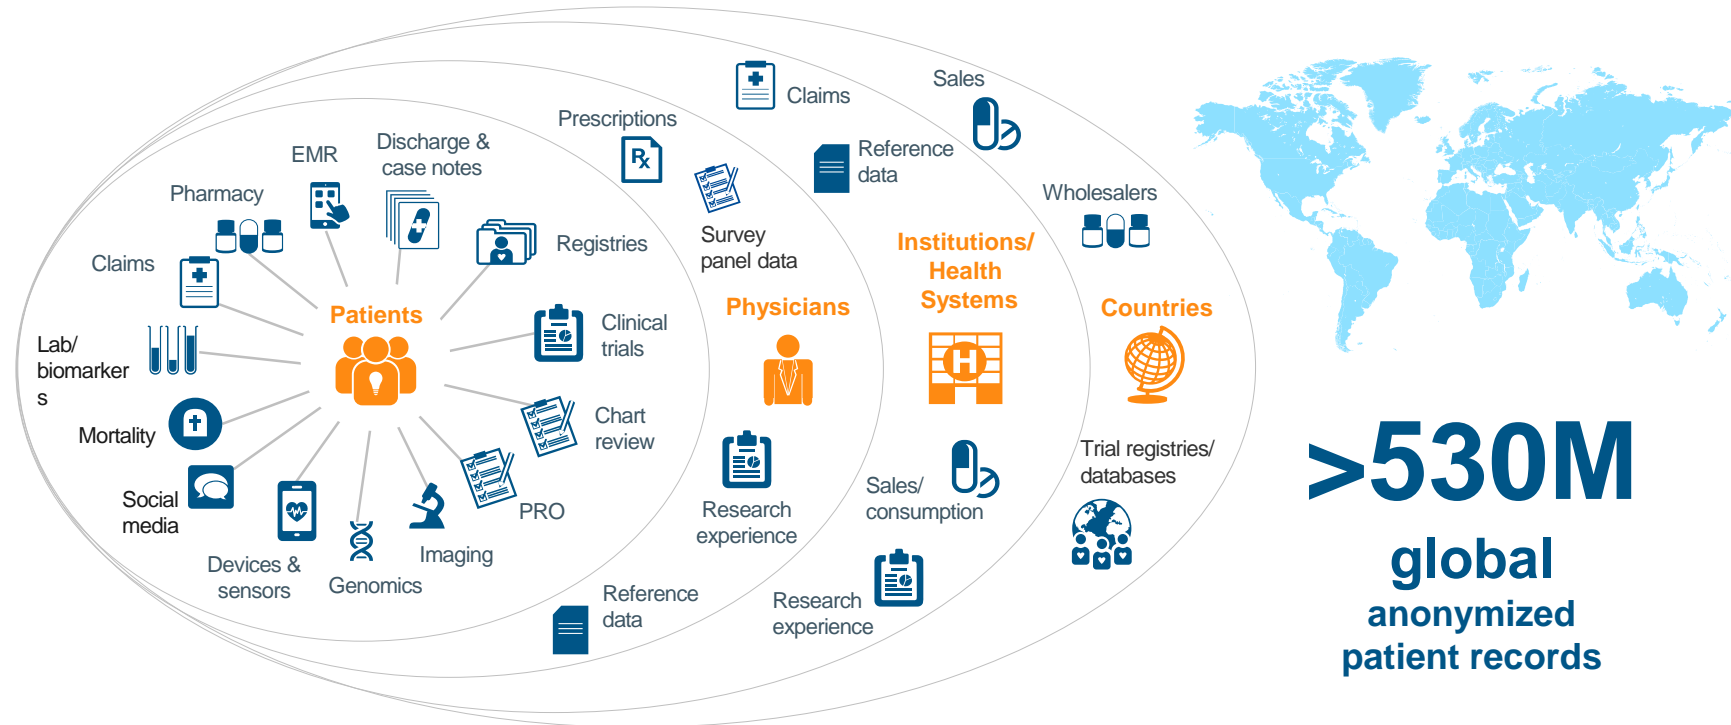 EMR
Discharge &
case notes
Pharmacy
Registries
Claims
Patients
Clinical
trials
Lab/
biomarker
s
Chart
review
Mortality
PRO
Social
media
Imaging
Devices &
sensors
Genomics
Prescriptions
Rx
Survey
panel data
Physicians
Research
experience
Reference
data
Claims
Reference
data
Institutions/
Health
Systems
H
Sales/
consumption
Research
experience
Sales
Wholesalers
Countries
Trial registries/
databases
>530M
global
anonymized
patient records